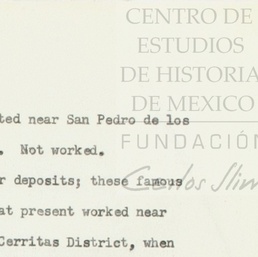 CENTRO DE
ESTUDIOS
DE HISTORIA
DE MEXICO
FUNDACIÓN
Carlos Slim
ted near San Pedro de los
. Not worked.
r deposits; these famous
at present worked near
Cerritas District, when